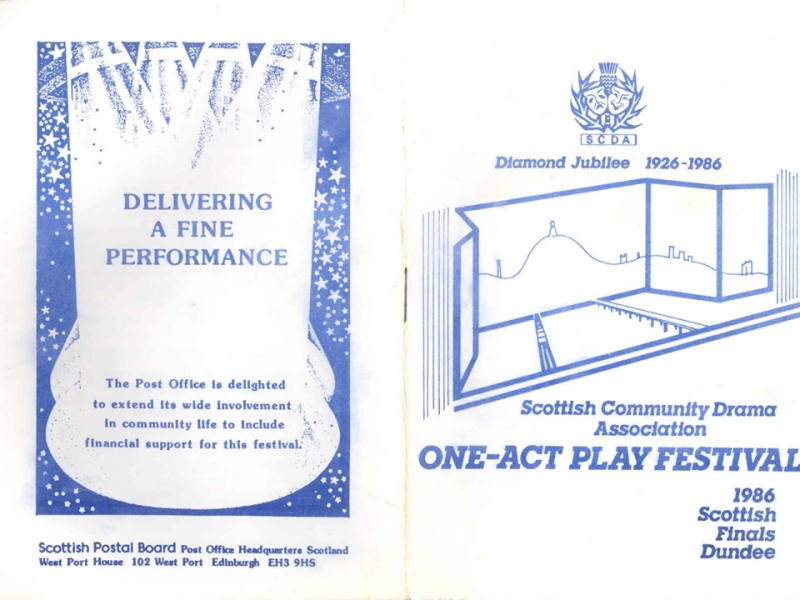 DELIVERING
A FINE
PERFORMANCE
The Post Office is delighted
to extend its wide involvement
in community life to include
financial support for this festival.
Scottish Postal Board Post Office Headquarters Scotland
West Port House 102 West Port Edinburgh EH3 9HS
SCDA
Diamond Jubilee 1926-1986
Scottish Community Drama
Association
ONE-ACT PLAY FESTIVAL
1986
Scottish
Finals
Dundee